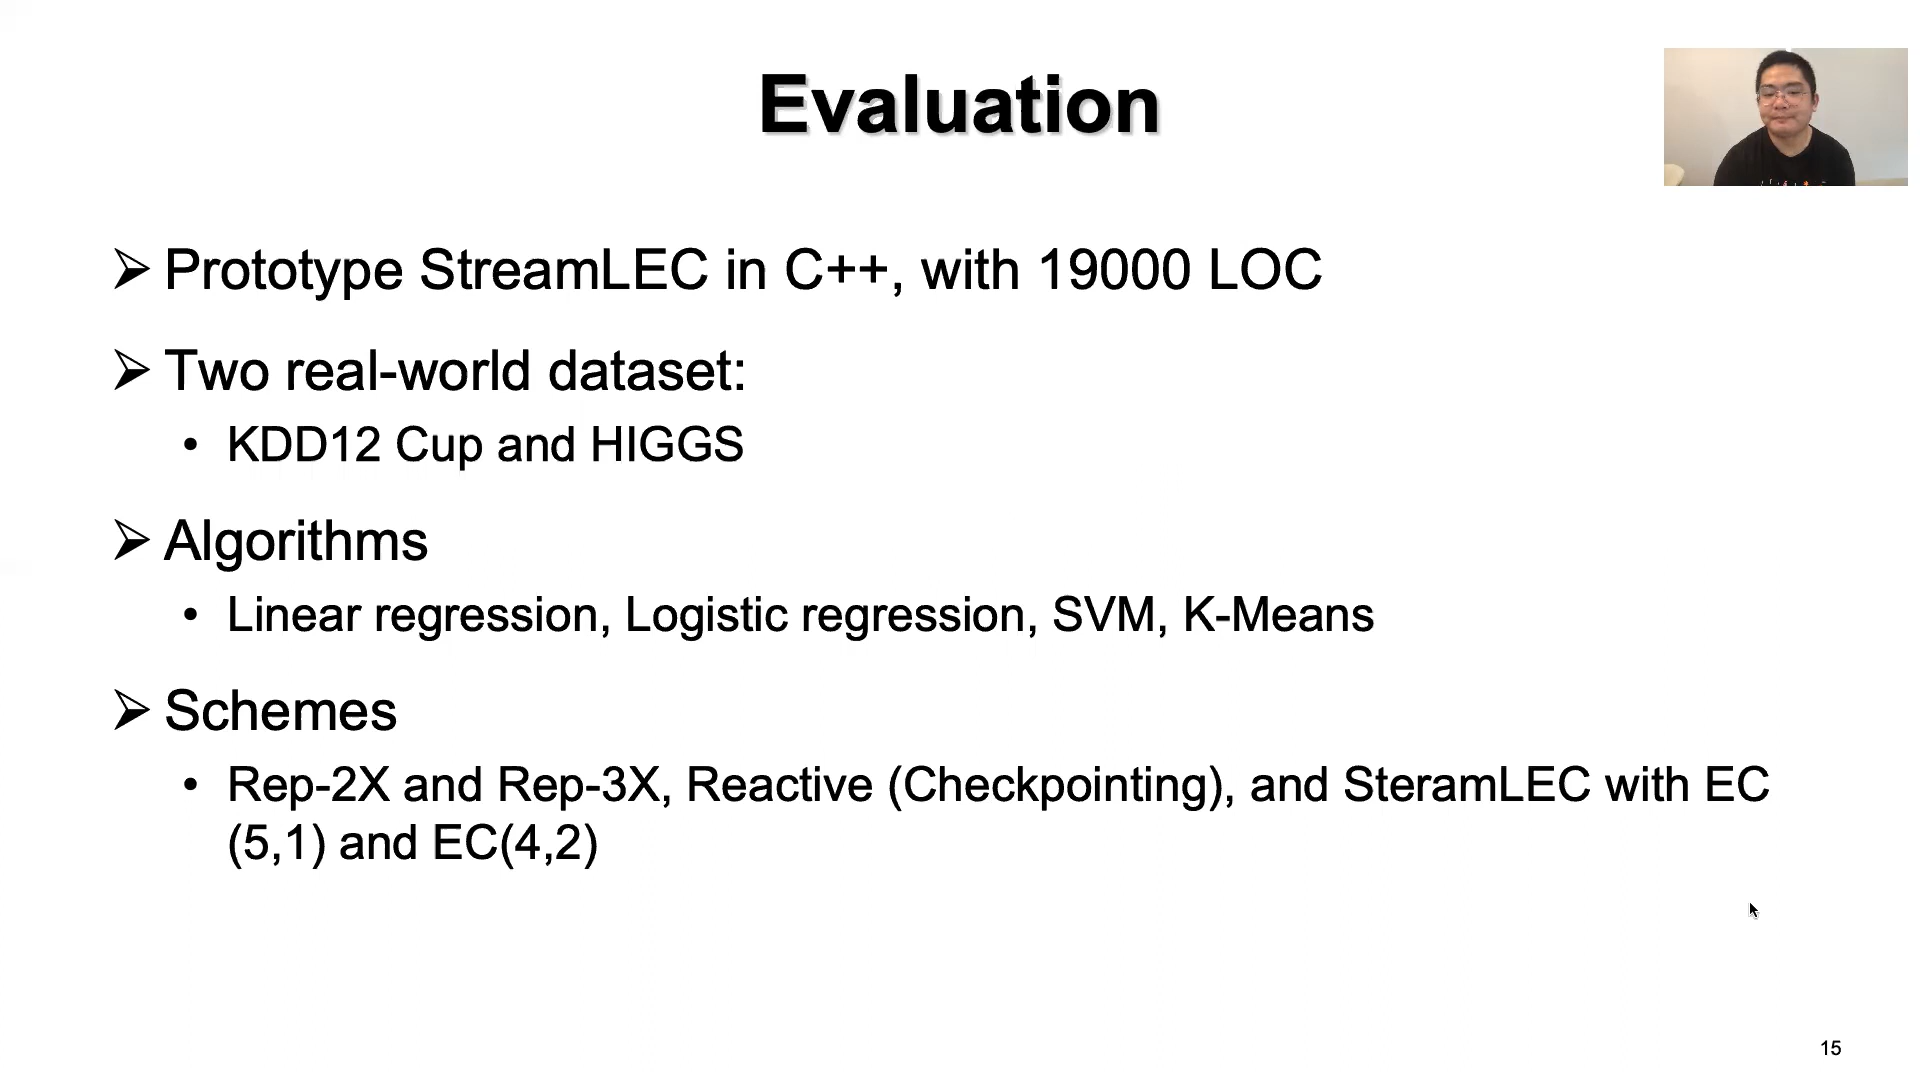 Evaluation
Prototype StreamLEC in C++, with 19000 LOC
Two real-world dataset:
• KDD12 Cup and HIGGS
Algorithms
• Linear regression, Logistic regression, SVM, K-Means
Schemes
• Rep-2X and Rep-3X, Reactive (Checkpointing), and SteramLEC with EC
(5,1) and EC(4,2)
15